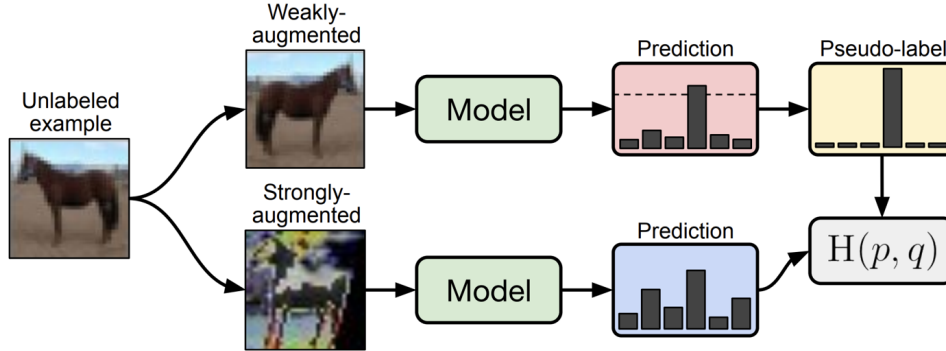 Weakly-
augmented
Prediction
Pseudo-label
Unlabeled
example
Model
Strongly-
augmented
Prediction
Model
H(p, q)